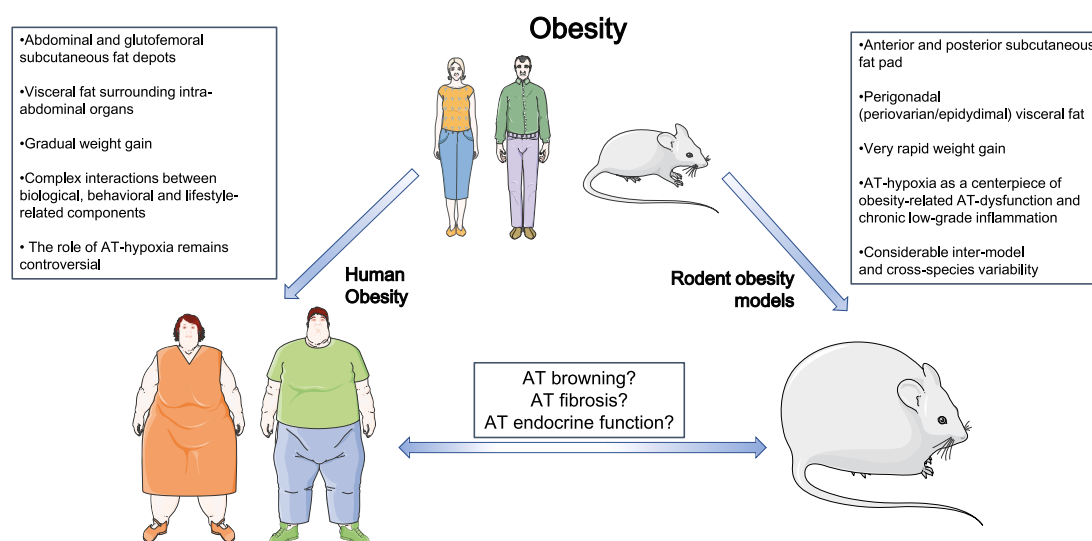 Obesity
•Abdominal and glutofemoral
subcutaneous fat depots
•Visceral fat surrounding intra-
abdominal organs
•Gradual weight gain
•Complex interactions between
biological, behavioral and lifestyle-
related components
• The role of AT-hypoxia remains
controversial
•Anterior and posterior subcutaneous
fat pad
•Perigonadal
(periovarian/epidydimal) visceral fat
•Very rapid weight gain
•AT-hypoxia as a centerpiece of
obesity-related AT-dysfunction and
chronic low-grade inflammation
•Considerable inter-model
and cross-species variability
Human
Obesity
Rodent obesity
models
AT browning?
AT fibrosis?
AT endocrine function?